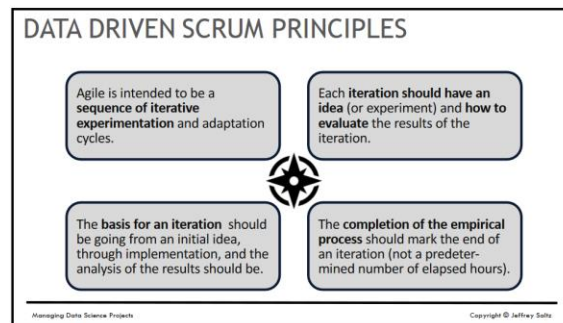 DATA DRIVEN SCRUM PRINCIPLES
Agile is intended to be a
sequence of iterative
experimentation and adaptation
cycles.
Each iteration should have an
idea (or experiment) and how to
evaluate the results of the
iteration.
The basis for an iteration should
be going from an initial idea,
through implementation, and the
analysis of the results should be.
The completion of the empirical
process should mark the end of
an iteration (not a predeter-
mined number of elapsed hours).
Managing Data Science Projects
Copyright © Jeffrey Saltz